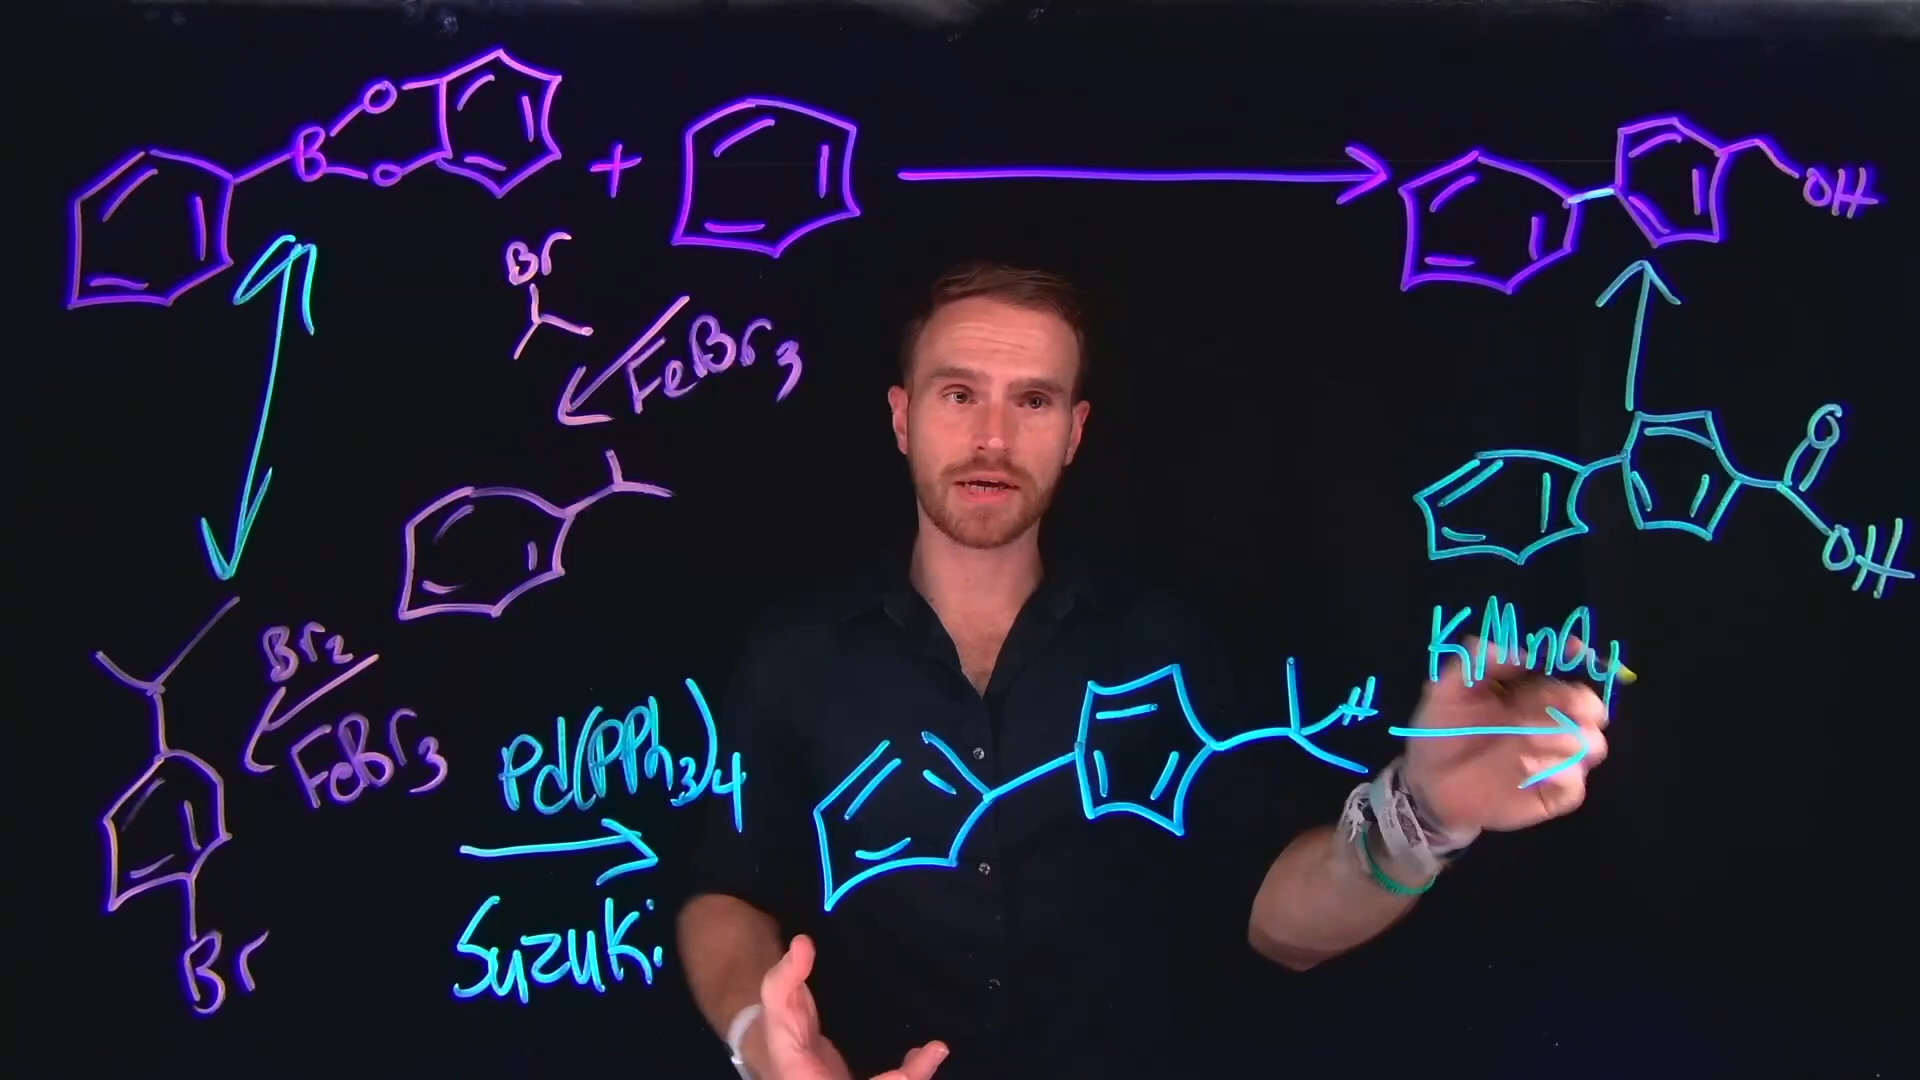 O
B
O
+
OH
Br
FeBr3
O
OH
Br2
FeBr3
KMnO4
Pd(PPh3)4
H
Suzuki
Br